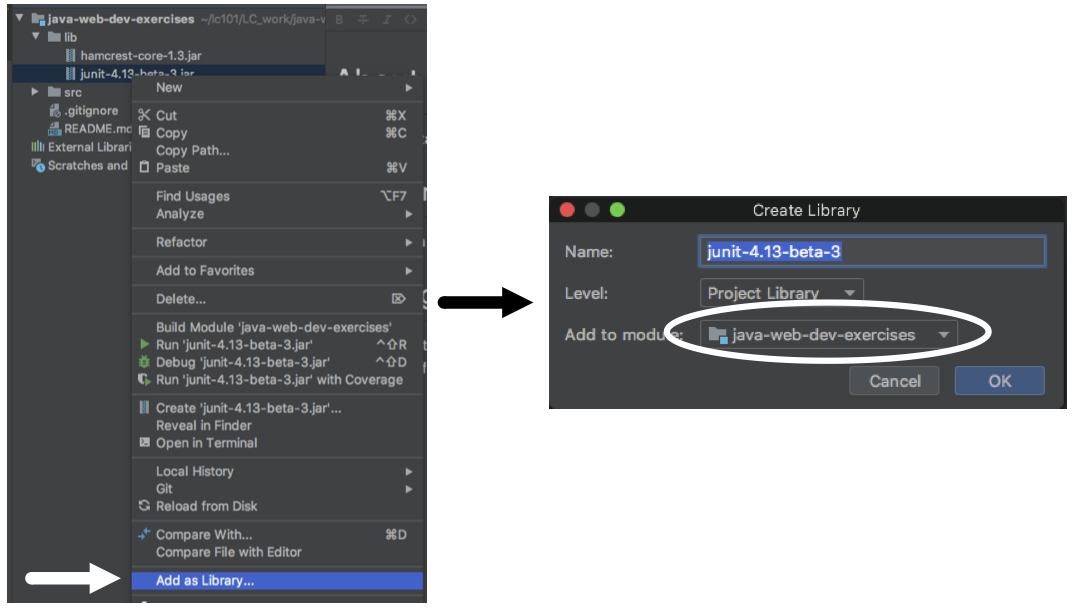 java-web-dev-exercises ~/lc101/LC_work/java-w
lib
hamcrest-core-1.3.jar
junit-4.13-beta-3.jar
src
.gitignore
README.md
External Librari
Scratches and
New
Cut ⌘X
Copy ⌘C
Copy Path...
Paste ⌘V
Find Usages ⌥F7
Analyze
Refactor
Add to Favorites
Delete... ⌦
Build Module 'java-web-dev-exercises'
Run 'junit-4.13-beta-3.jar' ^⇧R
Debug 'junit-4.13-beta-3.jar' ^⇧D
Run 'junit-4.13-beta-3.jar' with Coverage
Create 'junit-4.13-beta-3.jar'...
Reveal in Finder
Open in Terminal
Local History
Git
Reload from Disk
Compare With... ⌘D
Compare File with Editor
Add as Library...
Create Library
Name: junit-4.13-beta-3
Level: Project Library
Add to module: java-web-dev-exercises
Cancel OK